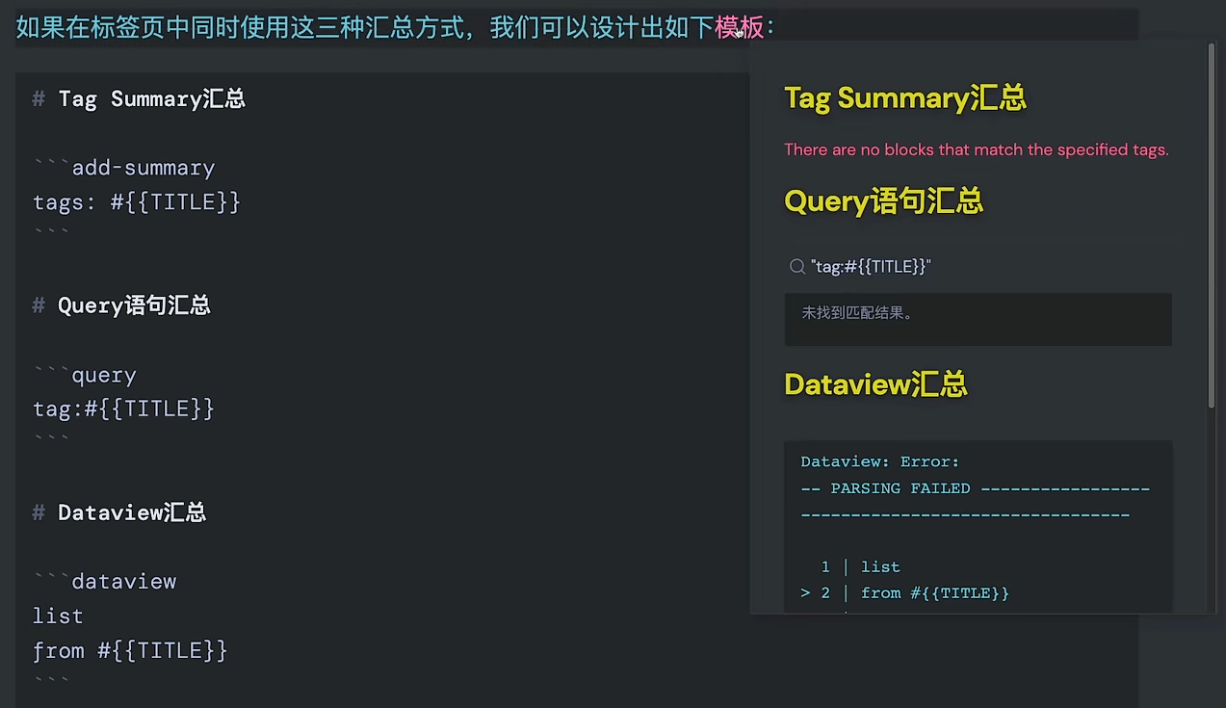 如果在标签页中同时使用这三种汇总方式，我们可以设计出如下模板：
# Tag Summary汇总
```add-summary
tags: #{{TITLE}}
```
# Query语句汇总
```query
tag:#{{TITLE}}
```
# Dataview汇总
```dataview
list
from #{{TITLE}}
```
Tag Summary汇总
There are no blocks that match the specified tags.
Query语句汇总
"tag:#{{TITLE}}"
未找到匹配结果。
Dataview汇总
Dataview: Error:
-- PARSING FAILED -----------------
---------------------------------
1 | list
> 2 | from #{{TITLE}}